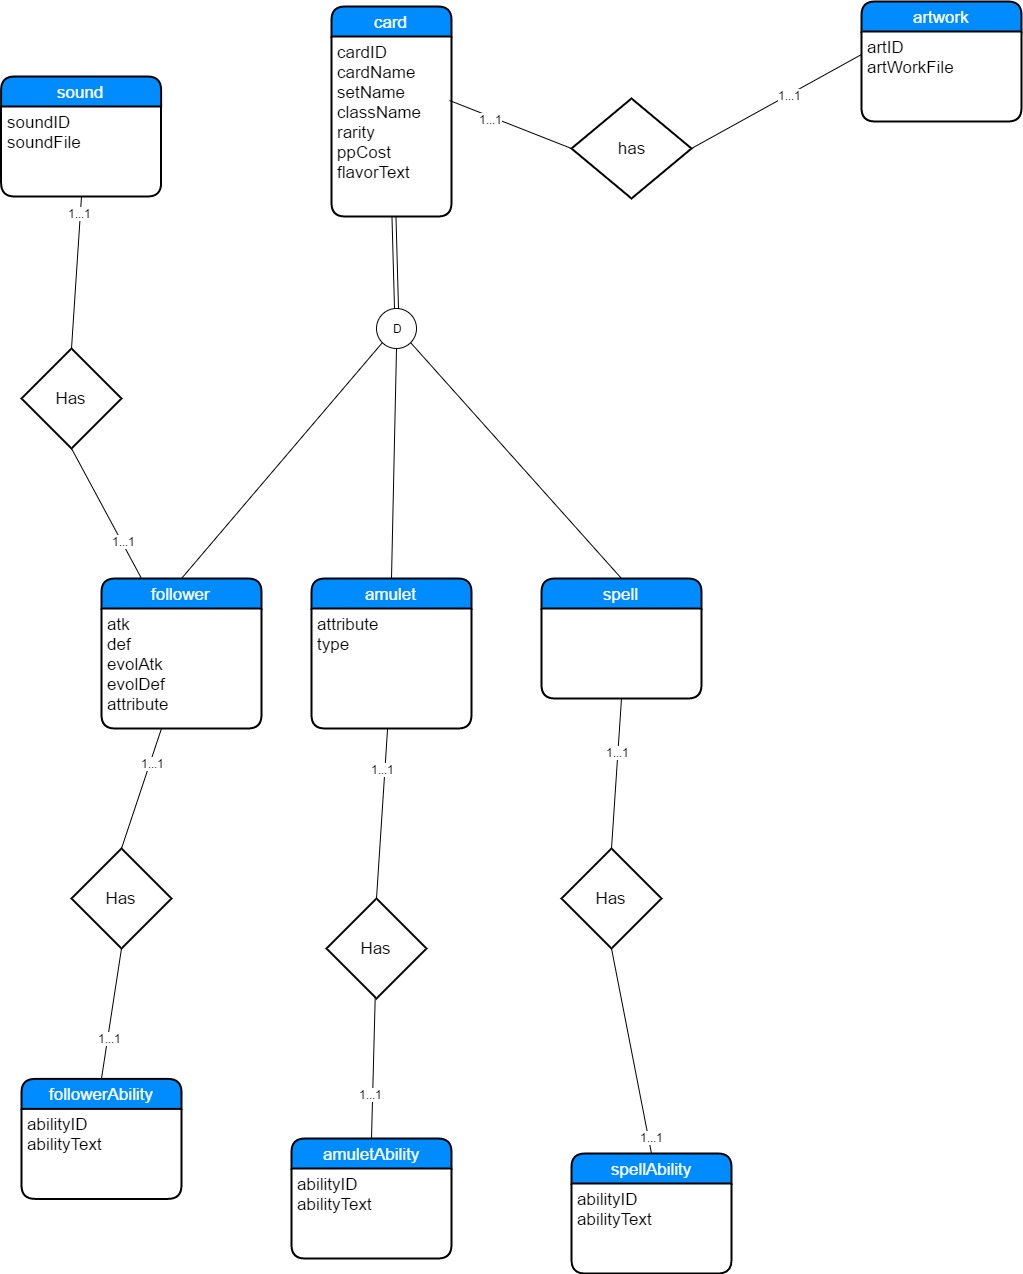 card
cardID
cardName
setName
className
rarity
ppCost
flavorText
artwork
artID
artWorkFile
sound
soundID
soundFile
1...1
1...1
has
1...1
D
Has
1...1
follower
atk
def
evolAtk
evolDef
attribute
amulet
attribute
type
spell
1...1
1...1
1...1
Has
Has
Has
1...1
1...1
1...1
followerAbility
abilityID
abilityText
amuletAbility
abilityID
abilityText
spellAbility
abilityID
abilityText